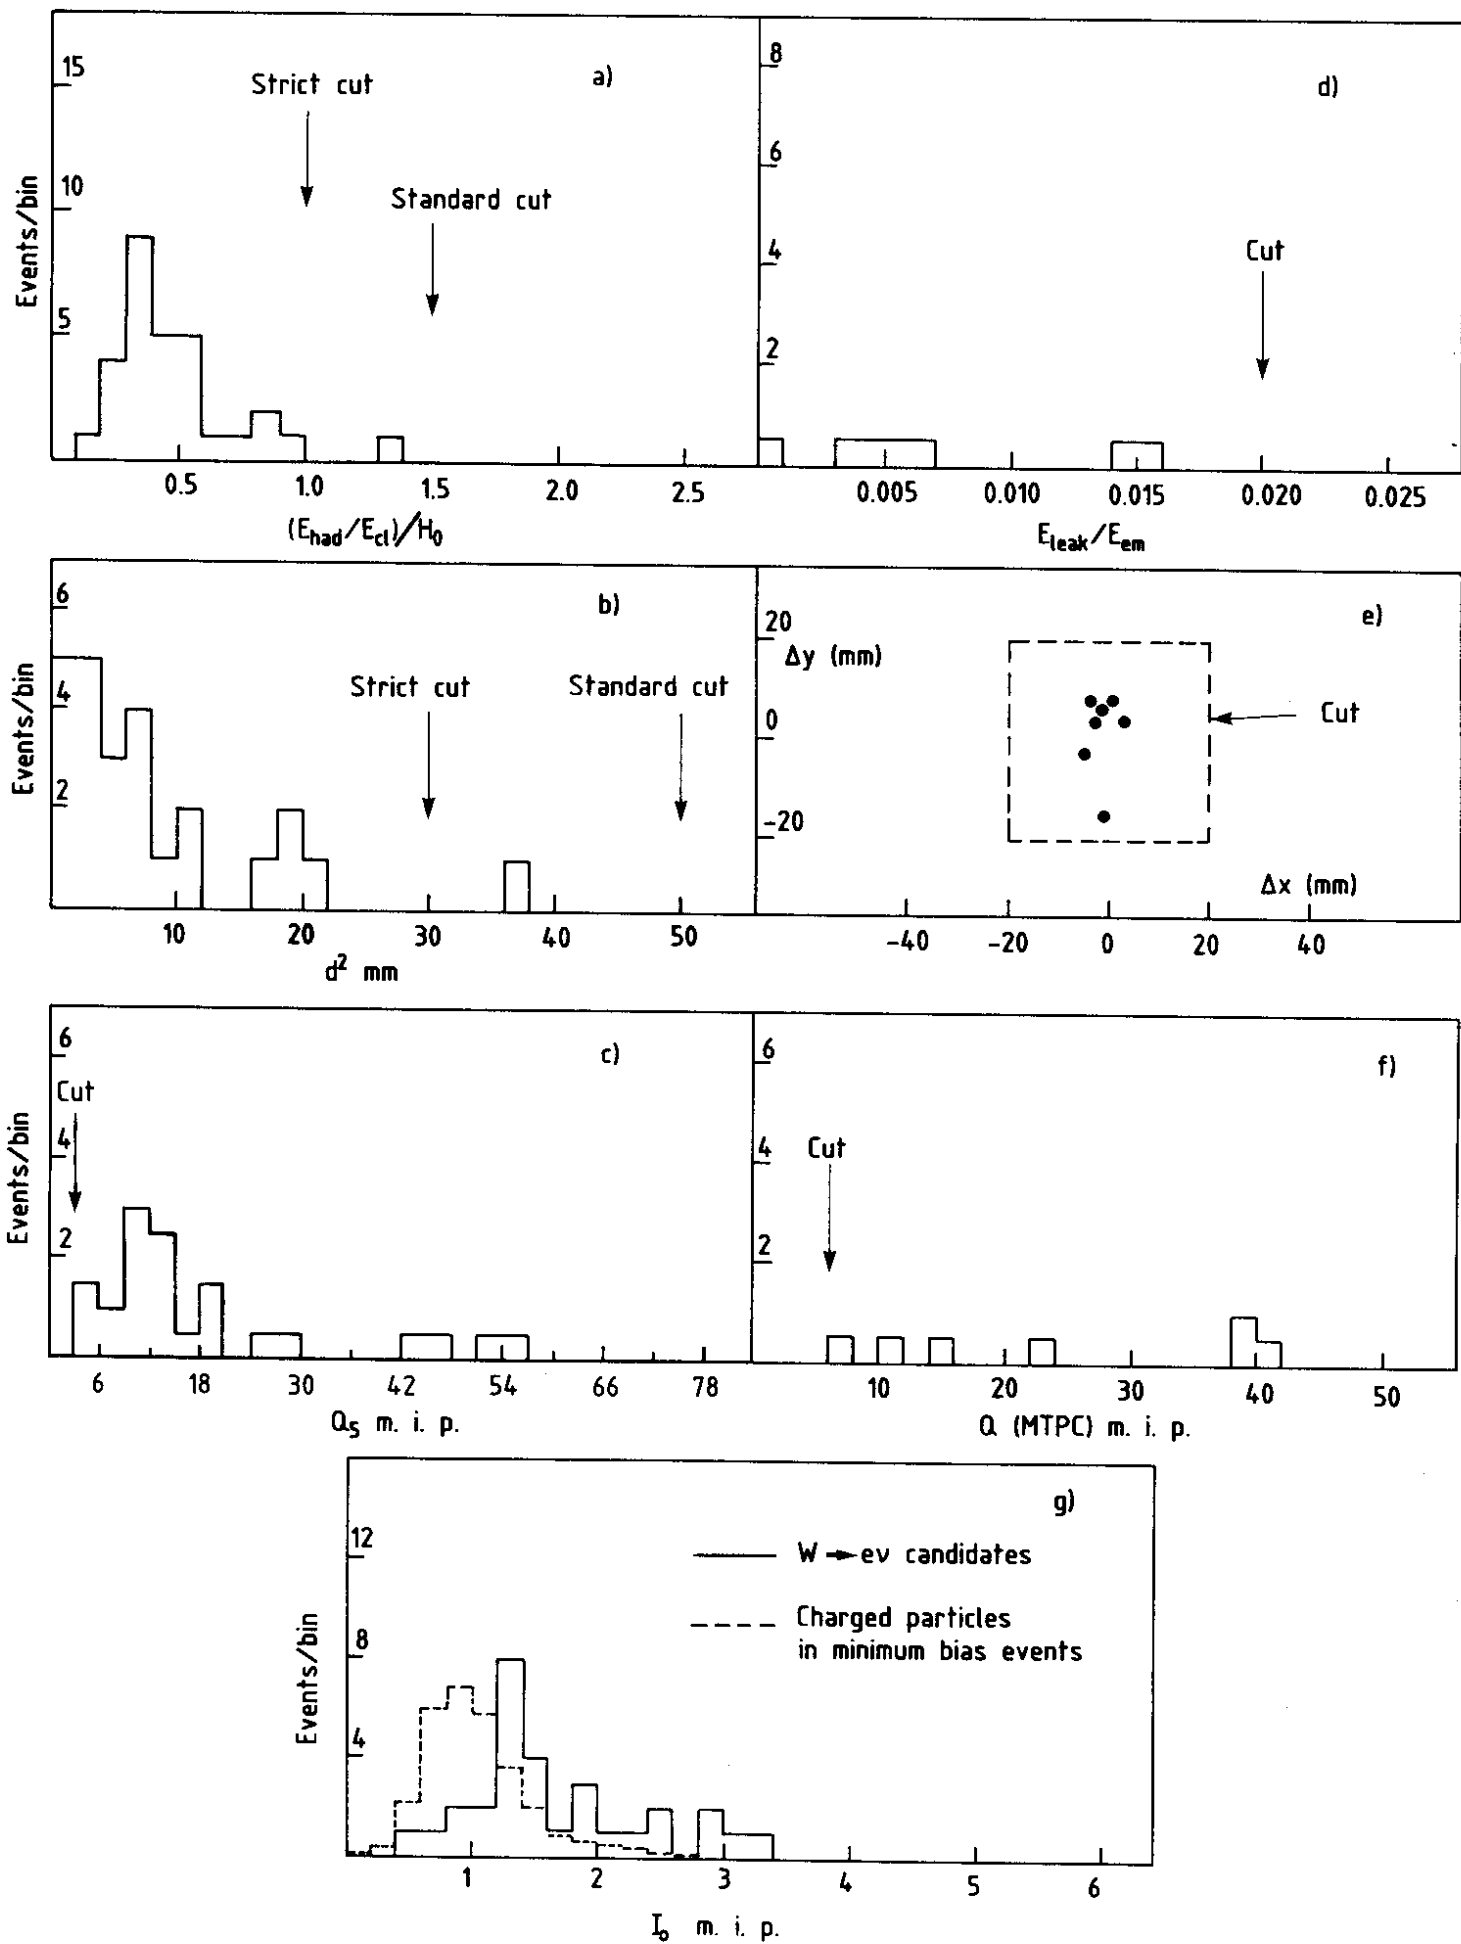 a)
15
10
5
Events/bin
Strict cut
Standard cut
0.5 1.0 1.5 2.0 2.5
(E_had/E_cl)/H_0
d)
8
6
4
2
Cut
0.005 0.010 0.015 0.020 0.025
E_leak/E_em
b)
6
4
2
Events/bin
Strict cut
Standard cut
10 20 30 40 50
d² mm
e)
20
0
-20
Δy (mm)
Cut
Δx (mm)
-40 -20 0 20 40
c)
6
4
2
Events/bin
Cut
6 18 30 42 54 66 78
Q_S m. i. p.
f)
6
4
2
Cut
10 20 30 40 50
Q (MTPC) m. i. p.
g)
12
8
4
Events/bin
W → eν candidates
Charged particles
in minimum bias events
1 2 3 4 5 6
I_0 m. i. p.